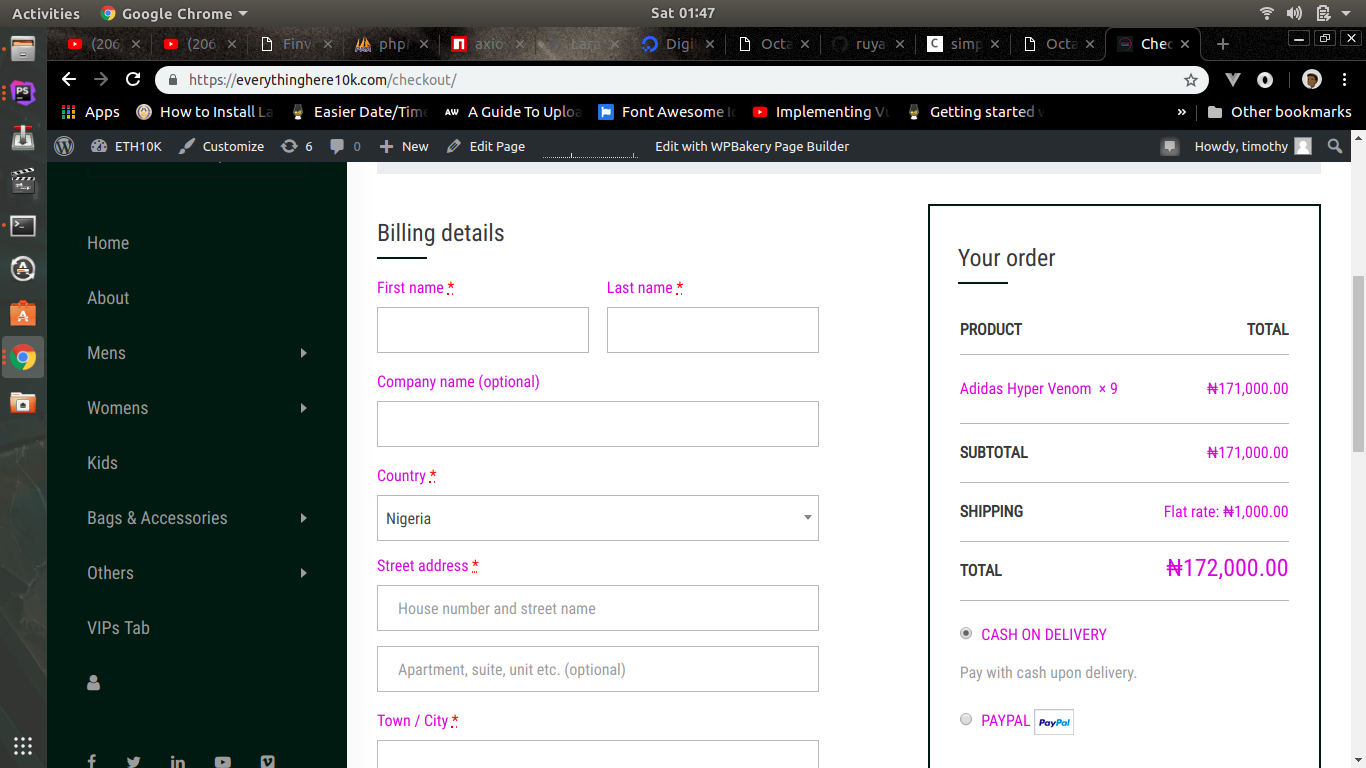 Activities Google Chrome Sat 01:47
(206 (206 Finve phpl axio Lara Digi Octa ruya simp Octa Chec
https://everythinghere10k.com/checkout/
Apps How to Install La Easier Date/Time A Guide To Uploa Font Awesome Ic Implementing Vu Getting started w » Other bookmarks
ETH10K Customize 6 0 New Edit Page Edit with WPBakery Page Builder Howdy, timothy
Home
About
Mens
Womens
Kids
Bags & Accessories
Others
VIPs Tab
Billing details
First name * Last name *
Company name (optional)
Country *
Nigeria
Street address *
House number and street name
Apartment, suite, unit etc. (optional)
Town / City *
Your order
PRODUCT TOTAL
Adidas Hyper Venom × 9 ₦171,000.00
SUBTOTAL ₦171,000.00
SHIPPING Flat rate: ₦1,000.00
TOTAL ₦172,000.00
CASH ON DELIVERY
Pay with cash upon delivery.
PAYPAL PayPal